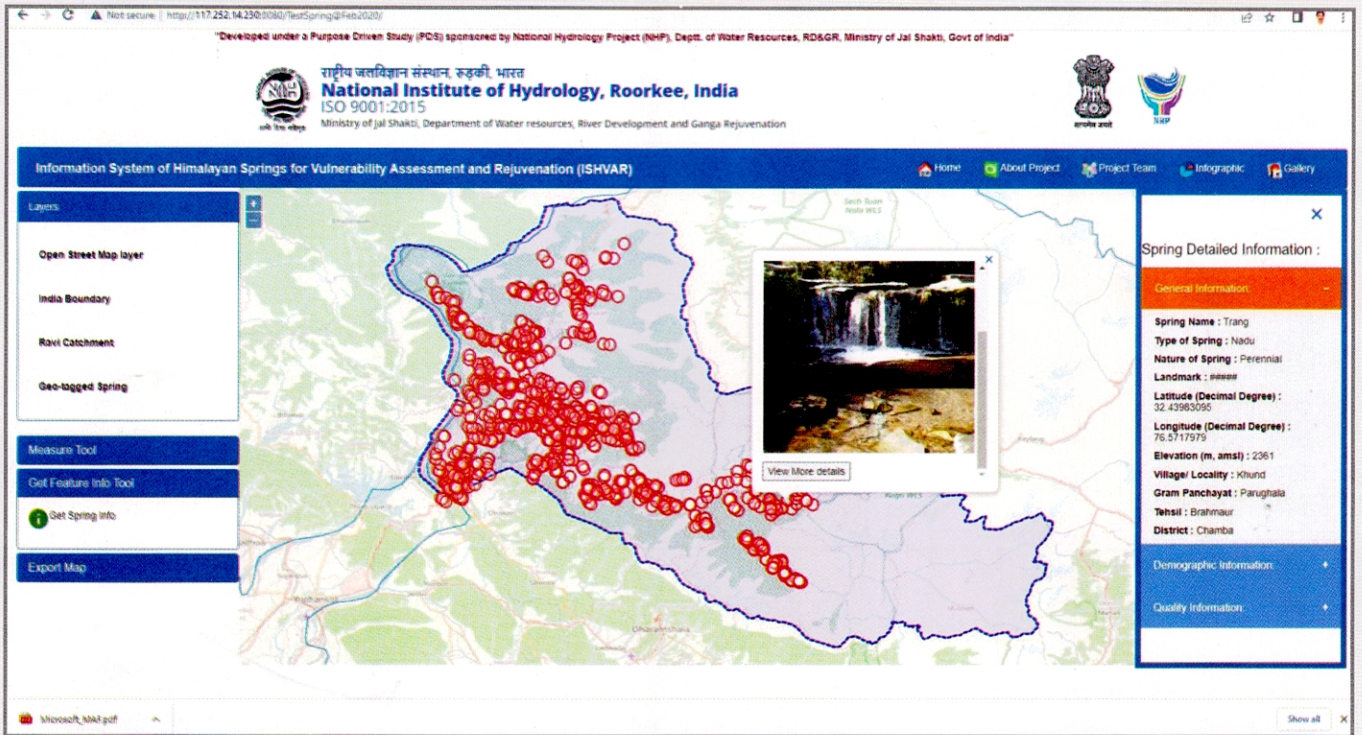 Not secure | http://117.252.14.230:8080/TestSpring@Feb2020/
"Developed under a Purpose Driven Study (PDS) sponsored by National Hydrology Project (NHP), Deptt. of Water Resources, RD&GR, Ministry of Jal Shakti, Govt of India"
राष्ट्रीय जलविज्ञान संस्थान, रूड़की, भारत
National Institute of Hydrology, Roorkee, India
ISO 9001:2015
Ministry of Jal Shakti, Department of Water resources, River Development and Ganga Rejuvenation
सत्यमेव जयते
NHP
Information System of Himalayan Springs for Vulnerability Assessment and Rejuvenation (ISHVAR)
Home
About Project
Project Team
Infographic
Gallery
Layers
Open Street Map layer
India Boundary
Ravi Catchment
Geo-tagged Spring
Measure Tool
Get Feature Info Tool
Get Spring Info
Export Map
+
−
Sech Tuan
Nala WLS
Dharamshala
Kugti WLS
×
View More details
×
Spring Detailed Information :
General Information: −
Spring Name : Trang
Type of Spring : Nadu
Nature of Spring : Perennial
Landmark : #####
Latitude (Decimal Degree) :
32.43983095
Longitude (Decimal Degree) :
76.5717979
Elevation (m, amsl) : 2361
Village/ Locality : Khund
Gram Panchayat : Parughala
Tehsil : Brahmaur
District : Chamba
Demographic Information: +
Quality Information: +
Microsoft_MAF.pdf
Show all